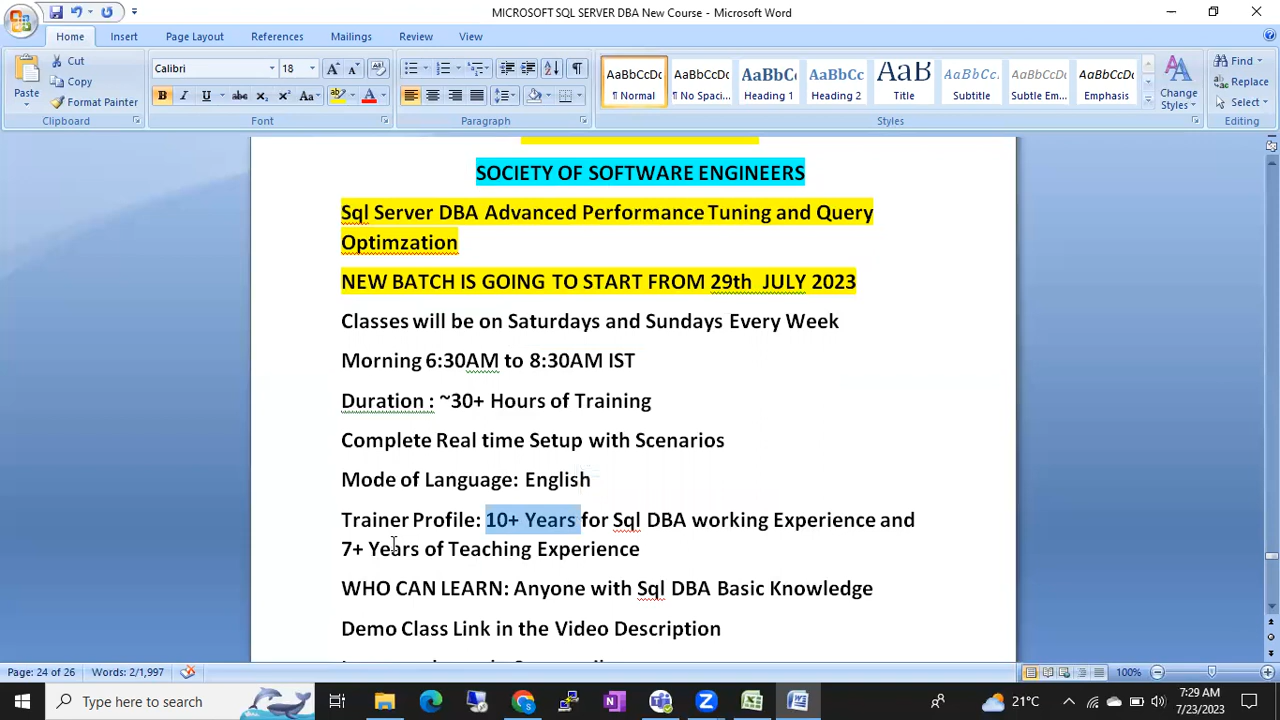 MICROSOFT SQL SERVER DBA New Course - Microsoft Word
Home Insert Page Layout References Mailings Review View
Paste
Cut
Copy
Format Painter
Clipboard
Calibri 18
Font
Paragraph
AaBbCcDc AaBbCcDc AaBbC AaBbCc AaB AaBbCc. AaBbCcDc AaBbCcDc
¶ Normal ¶ No Spaci... Heading 1 Heading 2 Title Subtitle Subtle Em... Emphasis
Change Styles
Styles
Find
Replace
Select
Editing
SOCIETY OF SOFTWARE ENGINEERS
Sql Server DBA Advanced Performance Tuning and Query
Optimzation
NEW BATCH IS GOING TO START FROM 29th JULY 2023
Classes will be on Saturdays and Sundays Every Week
Morning 6:30AM to 8:30AM IST
Duration : ~30+ Hours of Training
Complete Real time Setup with Scenarios
Mode of Language: English
Trainer Profile: 10+ Years for Sql DBA working Experience and
7+ Years of Teaching Experience
WHO CAN LEARN: Anyone with Sql DBA Basic Knowledge
Demo Class Link in the Video Description
Page: 24 of 26 Words: 2/1,997 100%
Type here to search
21°C
7:29 AM
7/23/2023